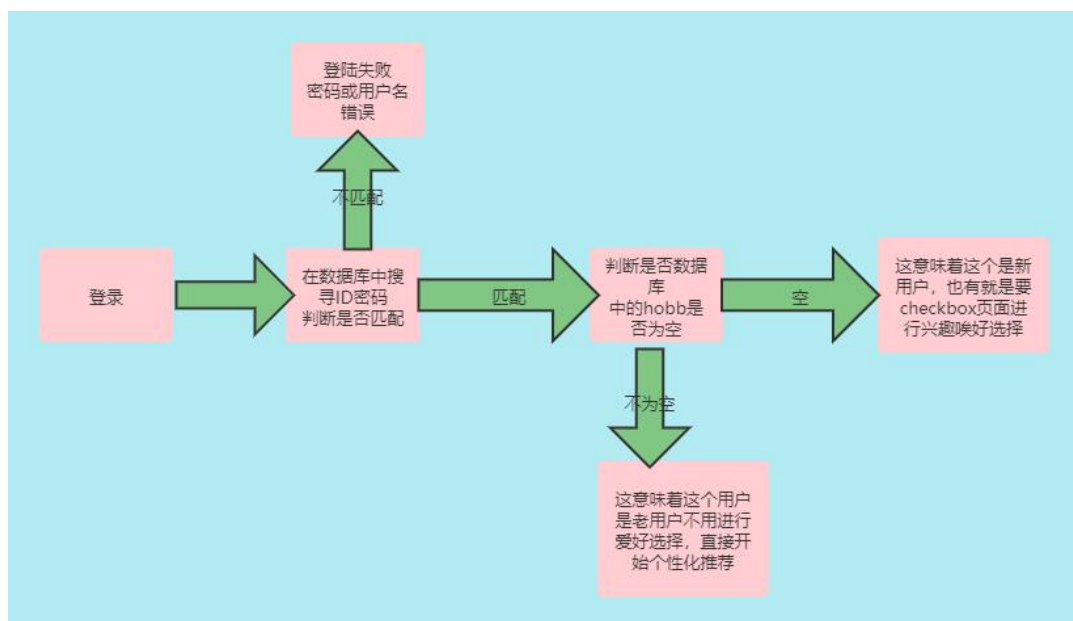 登陆失败
密码或用户名
错误
不匹配
登录
在数据库中搜
寻ID密码
判断是否匹配
匹配
判断是否数据
库
中的hobb是
否为空
空
这意味着这个是新
用户，也有就是要
checkbox页面进
行兴趣唉好选择
不为空
这意味着这个用户
是老用户不用进行
爱好选择，直接开
始个性化推荐